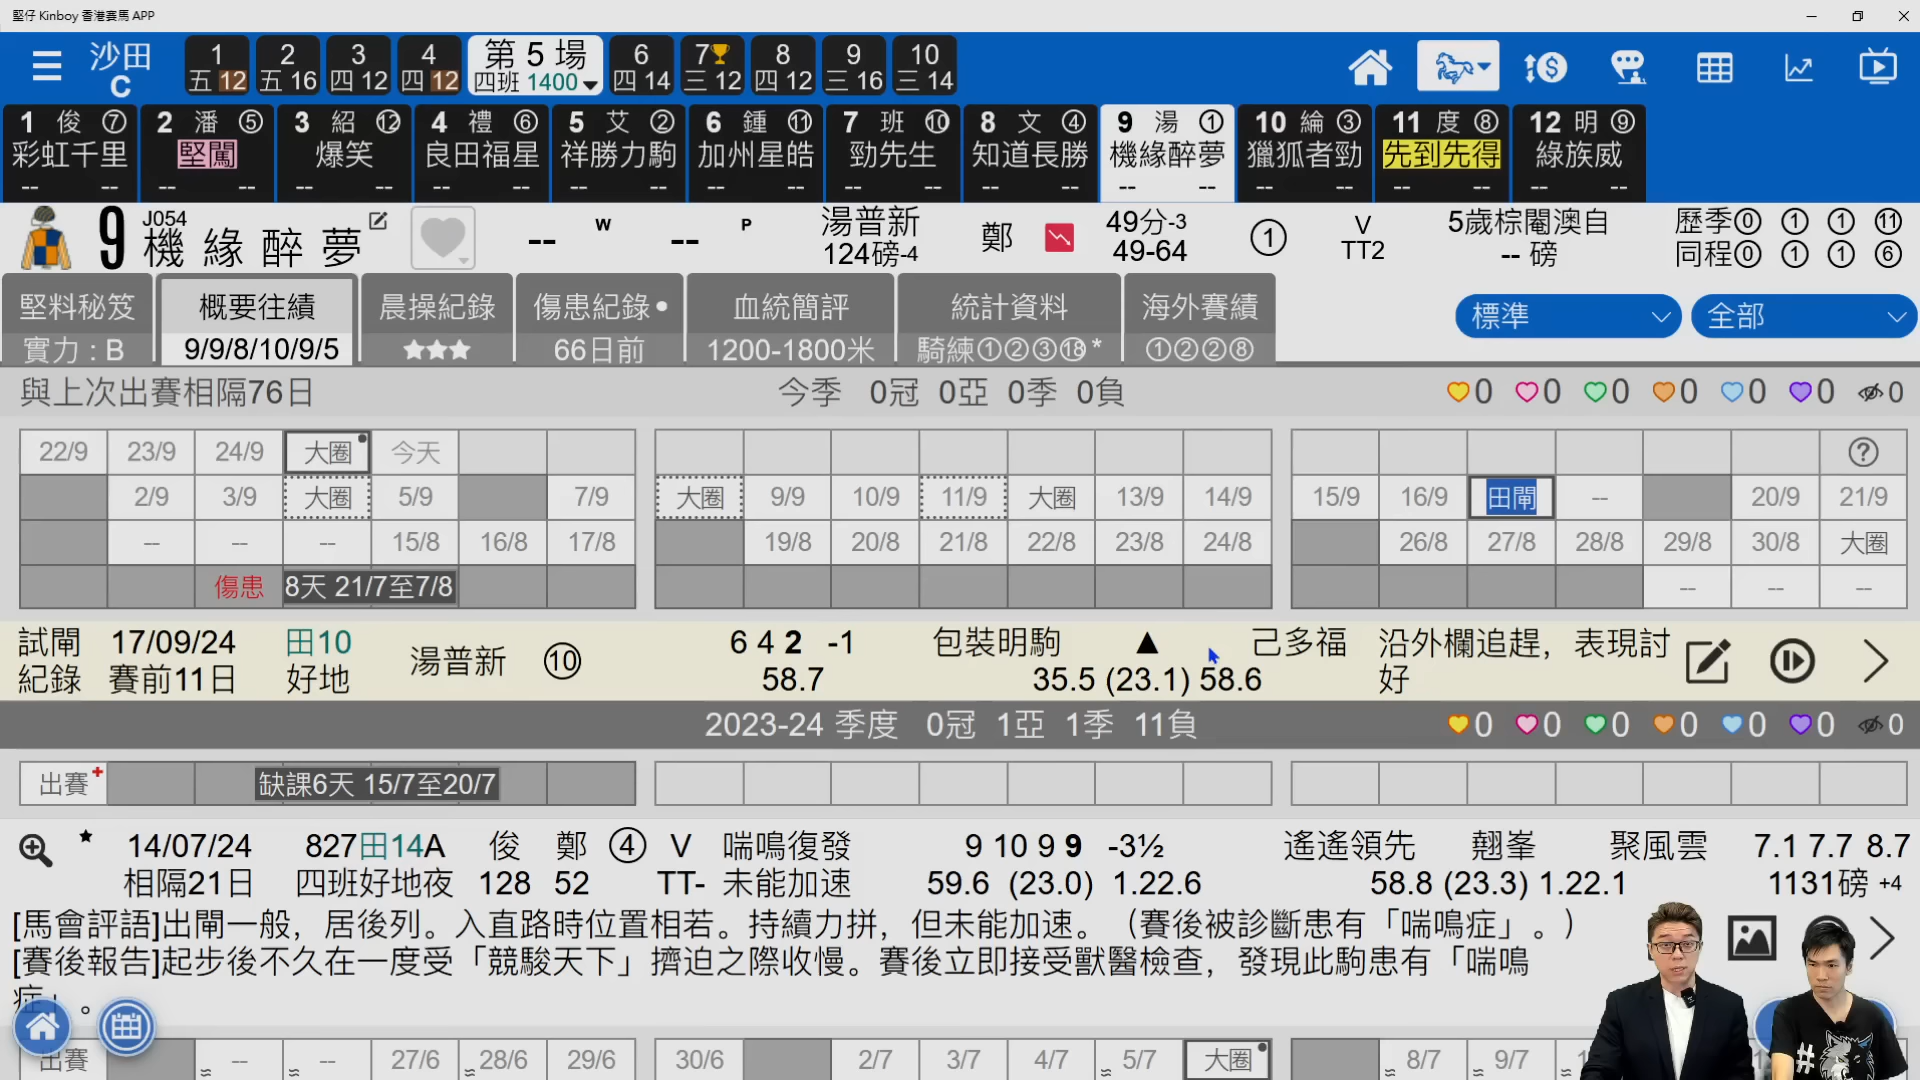 堅仔 Kinboy 香港賽馬 APP
沙田
C
1 2 3 4 第 5 場 6 7 8 9 10
五 12 五 16 四 12 四 12 四班 1400 四 14 三 12 四 12 三 16 三 14
1 俊 ⑦ 2 潘 ⑤ 3 紹 ⑫ 4 禮 ⑥ 5 艾 ② 6 鍾 ⑪ 7 班 ⑩ 8 文 ④ 9 湯 ① 10 綸 ③ 11 度 ⑧ 12 明 ⑨
彩虹千里 堅闖 爆笑 良田福星 祥勝力駒 加州星皓 勁先生 知道長勝 機緣醉夢 獵狐者勁 先到先得 綠族威
-- -- -- -- -- -- -- -- -- -- -- -- -- -- -- -- -- -- -- -- -- -- -- --
9 J054 機緣醉夢 -- W -- P 湯普新 鄭 49分-3 ① V 5歲棕閹澳自 歷季⓪ ① ① ⑪
124磅-4 49-64 TT2 -- 磅 同程⓪ ① ① ⑥
堅料秘笈 概要往績 晨操紀錄 傷患紀錄 • 血統簡評 統計資料 海外賽績 標準 全部
實力 : B 9/9/8/10/9/5 ★★★ 66日前 1200-1800米 騎練①②③⑱ * ①②②⑧
與上次出賽相隔76日 今季 0冠 0亞 0季 0負 0 0 0 0 0 0 0
22/9 23/9 24/9 大圈 今天 ?
2/9 3/9 大圈 5/9 7/9 大圈 9/9 10/9 11/9 大圈 13/9 14/9 15/9 16/9 田閘 -- 20/9 21/9
-- -- -- 15/8 16/8 17/8 19/8 20/8 21/8 22/8 23/8 24/8 26/8 27/8 28/8 29/8 30/8 大圈
傷患 8天 21/7至7/8 -- -- --
試閘 17/09/24 田10 湯普新 ⑩ 6 4 2 -1 包裝明駒 ▲ 己多福 沿外欄追趕，表現討
紀錄 賽前11日 好地 58.7 35.5 (23.1) 58.6 好
2023-24 季度 0冠 1亞 1季 11負 0 0 0 0 0 0 0
出賽+ 缺課6天 15/7至20/7
★ 14/07/24 827田14A 俊 鄭 ④ V 喘鳴復發 9 10 9 9 -3½ 遙遙領先 翹峯 聚風雲 7.1 7.7 8.7
相隔21日 四班好地夜 128 52 TT- 未能加速 59.6 (23.0) 1.22.6 58.8 (23.3) 1.22.1 1131磅 +4
[馬會評語]出閘一般，居後列。入直路時位置相若。持續力拼，但未能加速。（賽後被診斷患有「喘鳴症」。）
[賽後報告]起步後不久在一度受「競駿天下」擠迫之際收慢。賽後立即接受獸醫檢查，發現此駒患有「喘鳴
症」。
出賽 -- -- 27/6 28/6 29/6 30/6 2/7 3/7 4/7 5/7 大圈 8/7 9/7
#